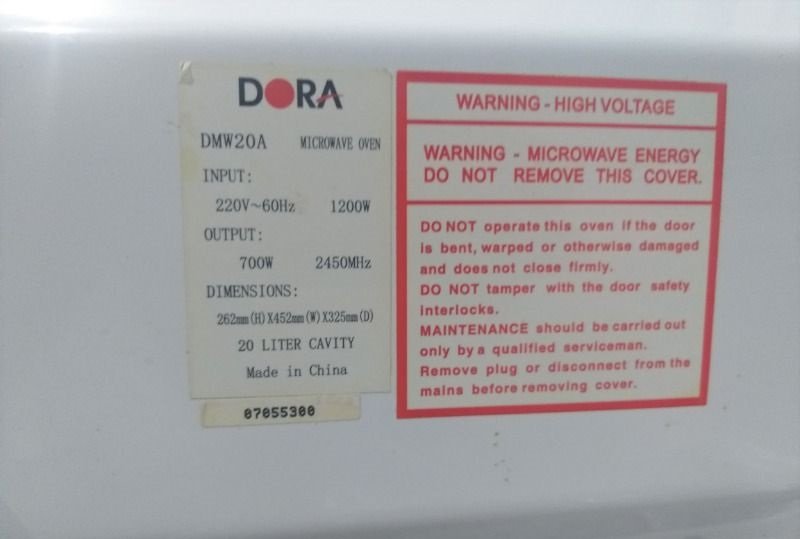 DORA
DMW20A MICROWAVE OVEN
INPUT:
220V~60Hz 1200W
OUTPUT:
700W 2450MHz
DIMENSIONS:
262mm(H)X452mm(W)X325mm(D)
20 LITER CAVITY
Made in China
07055300
WARNING - HIGH VOLTAGE
WARNING - MICROWAVE ENERGY
DO NOT REMOVE THIS COVER.
DO NOT operate this oven if the door
is bent, warped or otherwise damaged
and does not close firmly.
DO NOT tamper with the door safety
interlocks.
MAINTENANCE should be carried out
only by a qualified serviceman.
Remove plug or disconnect from the
mains before removing cover.